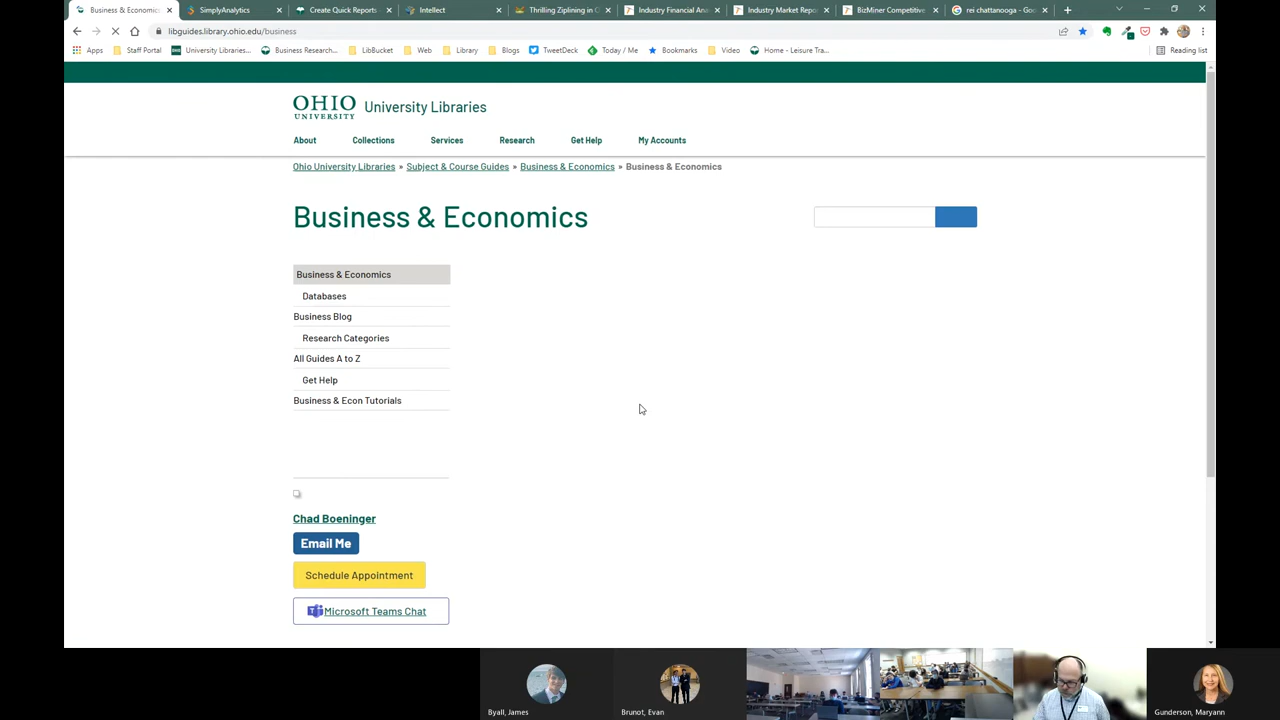 Business & Economics
SimplyAnalytics
Create Quick Reports
Intellect
Thrilling Ziplining in C
Industry Financial An
Industry Market Repo
BizMiner Competitive
rei chattanooga - Goo
libguides.library.ohio.edu/business
Apps
Staff Portal
University Libraries...
Business Research...
LibBucket
Web
Library
Blogs
TweetDeck
Today / Me
Bookmarks
Video
Home - Leisure Tra...
Reading list
OHIO UNIVERSITY University Libraries
About Collections Services Research Get Help My Accounts
Ohio University Libraries » Subject & Course Guides » Business & Economics » Business & Economics
Business & Economics
Business & Economics
Databases
Business Blog
Research Categories
All Guides A to Z
Get Help
Business & Econ Tutorials
Chad Boeninger
Email Me
Schedule Appointment
Microsoft Teams Chat
Byall, James
Brunot, Evan
Gunderson, Maryann